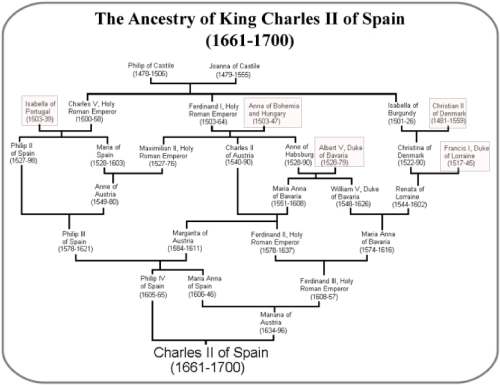 The Ancestry of King Charles II of Spain
(1661-1700)
Philip of Castile
(1478-1506)
Joanna of Castile
(1479-1555)
Isabella of
Portugal
(1503-39)
Charles V, Holy
Roman Emperor
(1500-58)
Ferdinand I, Holy
Roman Emperor
(1503-64)
Anna of Bohemia
and Hungary
(1503-47)
Isabella of
Burgundy
(1501-26)
Christian II
of Denmark
(1481-1559)
Philip II
of Spain
(1527-98)
Maria of
Spain
(1528-1603)
Maximilian II, Holy
Roman Emperor
(1527-76)
Charles II
of Austria
(1540-90)
Anne of
Habsburg
(1528-90)
Albert V, Duke
of Bavaria
(1528-79)
Christina of
Denmark
(1522-90)
Francis I, Duke
of Lorraine
(1517-45)
Anne of
Austria
(1549-80)
Maria Anna
of Bavaria
(1551-1608)
William V, Duke
of Bavaria
(1548-1626)
Renata of
Lorraine
(1544-1602)
Philip III
of Spain
(1578-1621)
Margarita of
Austria
(1584-1611)
Ferdinand II, Holy
Roman Emperor
(1578-1637)
Maria Anna
of Bavaria
(1574-1616)
Philip IV
of Spain
(1605-65)
Maria Anna
of Spain
(1606-46)
Ferdinand III, Holy
Roman Emperor
(1608-57)
Mariana of
Austria
(1634-96)
Charles II of Spain
(1661-1700)